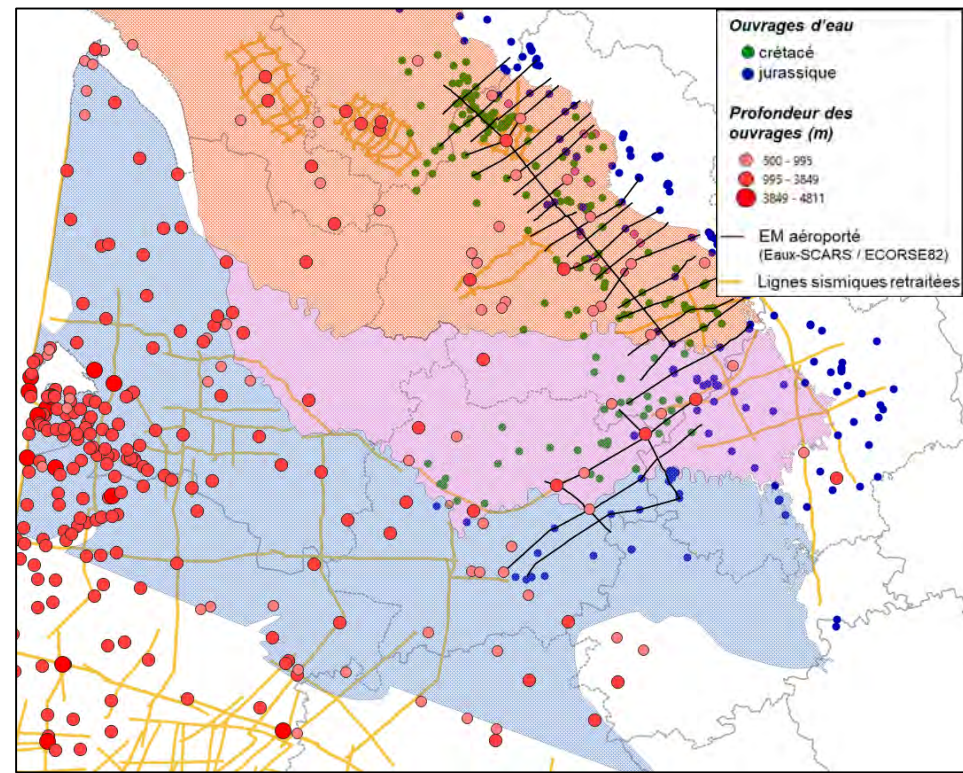 Ouvrages d'eau
crétacé
jurassique
Profondeur des
ouvrages (m)
500 - 995
995 - 3849
3849 - 4811
EM aéroporté
(Eaux-SCARS / ECORSE82)
Lignes sismiques retraitées